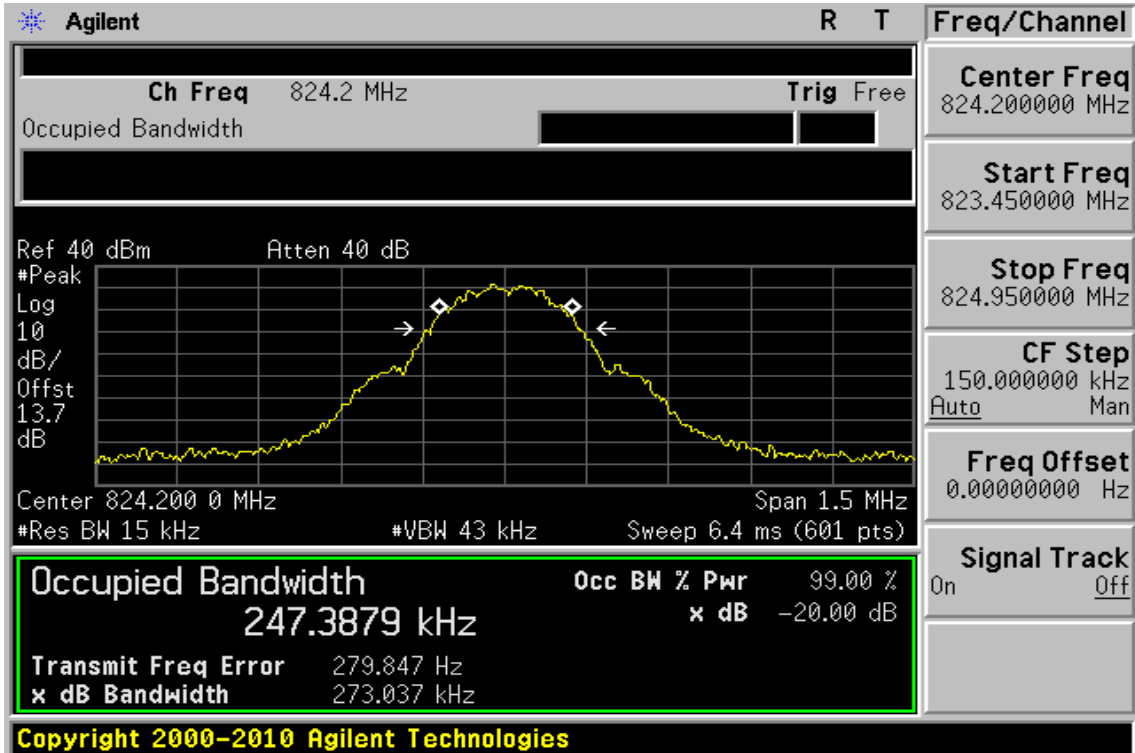 Agilent R T
Ch Freq 824.2 MHz Trig Free
Occupied Bandwidth
Ref 40 dBm Atten 40 dB
#Peak
Log
10
dB/
Offst
13.7
dB
Center 824.200 0 MHz Span 1.5 MHz
#Res BW 15 kHz #VBW 43 kHz Sweep 6.4 ms (601 pts)
Occupied Bandwidth
247.3879 kHz
Occ BW % Pwr 99.00 %
x dB -20.00 dB
Transmit Freq Error 279.847 Hz
x dB Bandwidth 273.037 kHz
Copyright 2000-2010 Agilent Technologies
Freq/Channel
Center Freq
824.200000 MHz
Start Freq
823.450000 MHz
Stop Freq
824.950000 MHz
CF Step
150.000000 kHz
Auto Man
Freq Offset
0.00000000 Hz
Signal Track
On Off